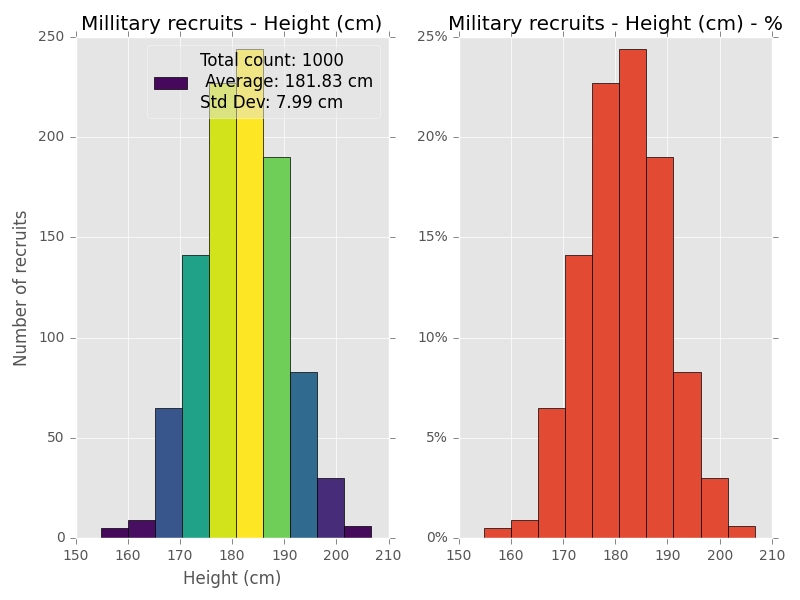 Millitary recruits - Height (cm)
Military recruits - Height (cm) - %
Total count: 1000
Average: 181.83 cm
Std Dev: 7.99 cm
Number of recruits
250
200
150
100
50
0
150 160 170 180 190 200 210
Height (cm)
25%
20%
15%
10%
5%
0%
150 160 170 180 190 200 210